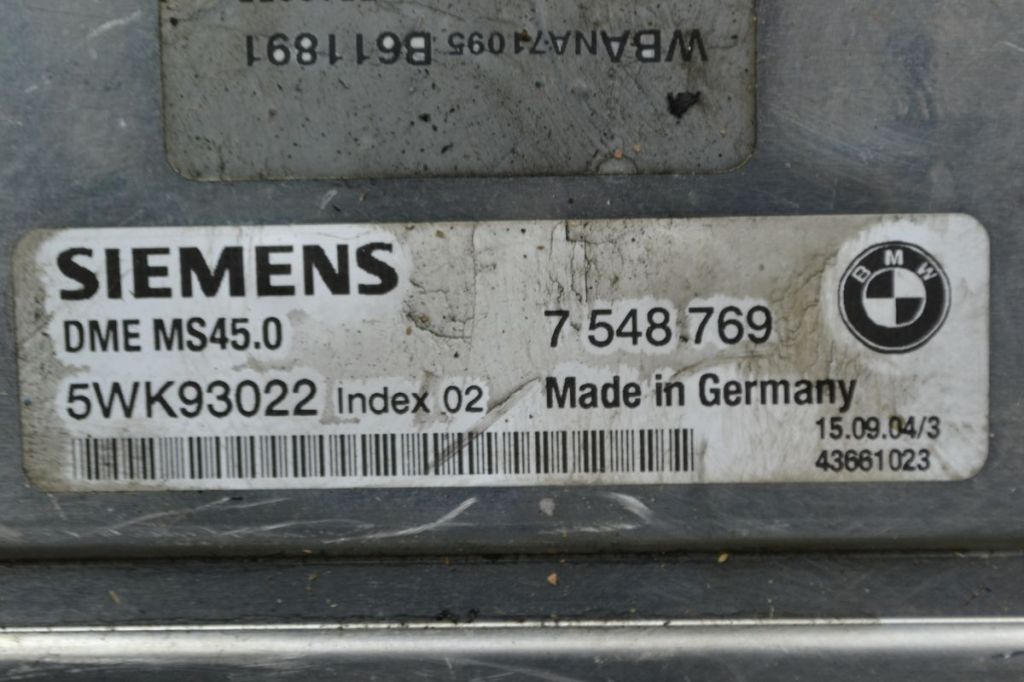 WBANA71095 B611891
SIEMENS
DME MS45.0
7 548 769
BMW
5WK93022 Index 02
Made in Germany
15.09.04/3
43661023